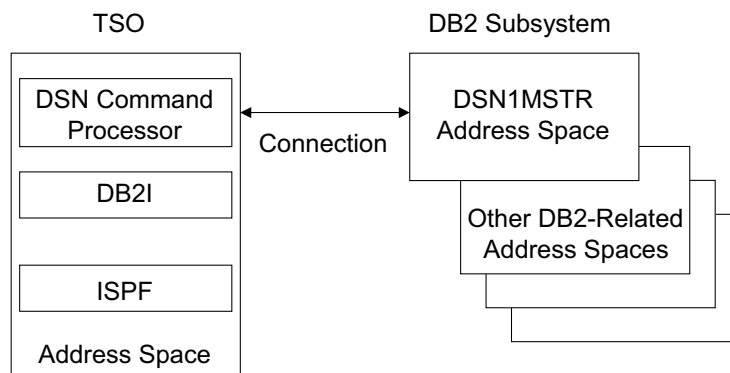 TSO
DSN Command
Processor
DB2I
ISPF
Address Space
Connection
DB2 Subsystem
DSN1MSTR
Address Space
Other DB2-Related
Address Spaces